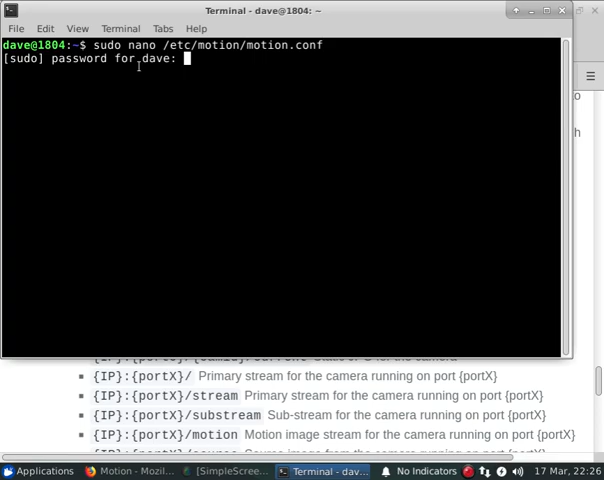 Terminal - dave@1804: ~
File Edit View Terminal Tabs Help
dave@1804:~$ sudo nano /etc/motion/motion.conf
[sudo] password for dave:
to
h
{IP}:{portX}/ Primary stream for the camera running on port {portX}
{IP}:{portX}/stream Primary stream for the camera running on port {portX}
{IP}:{portX}/substream Sub-stream for the camera running on port {portX}
{IP}:{portX}/motion Motion image stream for the camera running on port {portX}
Applications Motion - Mozil... [SimpleScree... Terminal - dav... No Indicators 17 Mar, 22:26